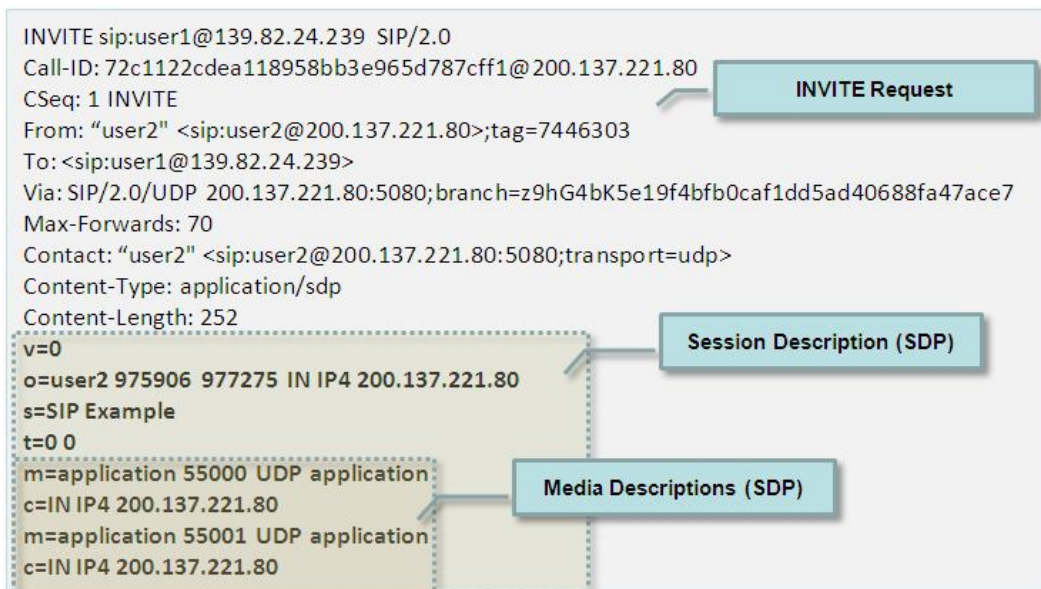 INVITE sip:user1@139.82.24.239 SIP/2.0
Call-ID: 72c1122cdea118958bb3e965d787cff1@200.137.221.80
INVITE Request
CSeq: 1 INVITE
From: “user2" <sip:user2@200.137.221.80>;tag=7446303
To: <sip:user1@139.82.24.239>
Via: SIP/2.0/UDP 200.137.221.80:5080;branch=z9hG4bK5e19f4bfb0caf1dd5ad40688fa47ace7
Max-Forwards: 70
Contact: “user2" <sip:user2@200.137.221.80:5080;transport=udp>
Content-Type: application/sdp
Content-Length: 252
Session Description (SDP)
v=0
o=user2 975906 977275 IN IP4 200.137.221.80
s=SIP Example
t=0 0
m=application 55000 UDP application
Media Descriptions (SDP)
c=IN IP4 200.137.221.80
m=application 55001 UDP application
c=IN IP4 200.137.221.80